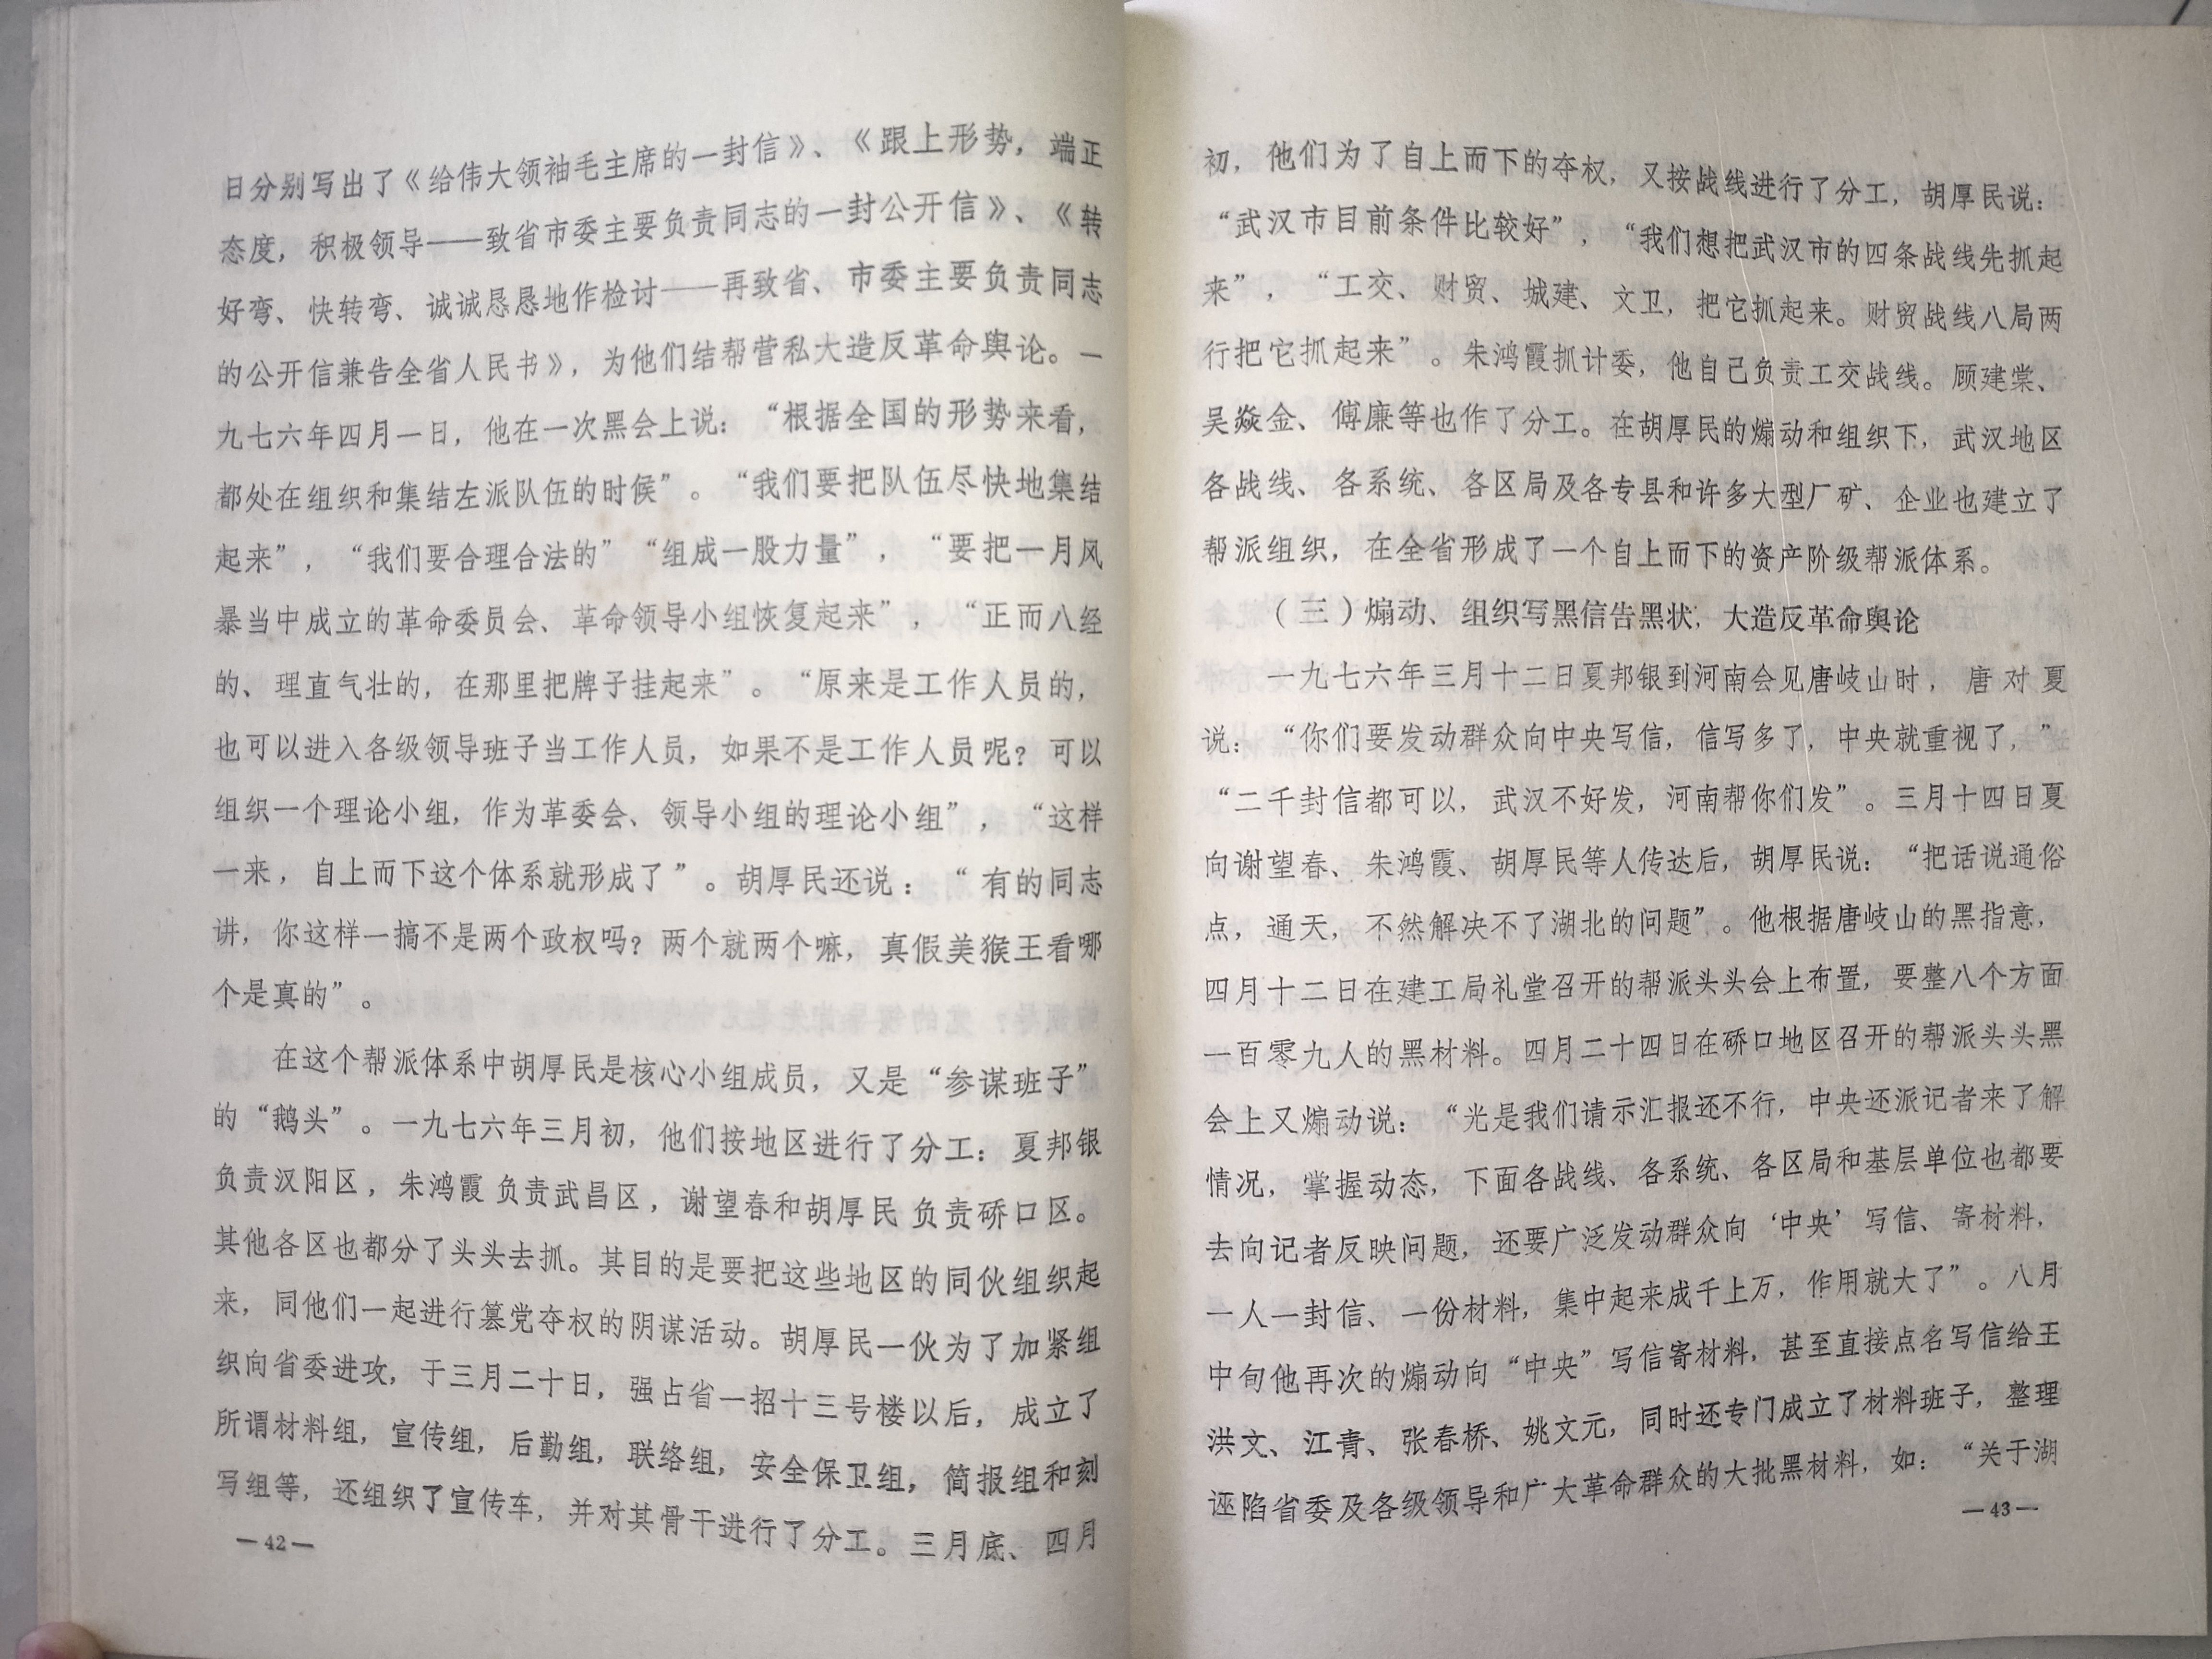 日分别写出了《给伟大领袖毛主席的一封信》、《跟上形势，端正
态度，积极领导——致省市委主要负责同志的一封公开信》、《转
好弯、快转弯、诚诚恳恳地作检讨——再致省、市委主要负责同志
的公开信兼告全省人民书》，为他们结帮营私大造反革命舆论。一
九七六年四月一日，他在一次黑会上说：“根据全国的形势来看，
都处在组织和集结左派队伍的时候”。“我们要把队伍尽快地集结
起来”，“我们要合理合法的”“组成一股力量”，“要把一月风
暴当中成立的革命委员会、革命领导小组恢复起来”，“正而八经
的、理直气壮的，在那里把牌子挂起来”。“原来是工作人员的，
也可以进入各级领导班子当工作人员，如果不是工作人员呢？可以
组织一个理论小组，作为革委会、领导小组的理论小组”，“这样
一来，自上而下这个体系就形成了”。胡厚民还说：“有的同志
讲，你这样一搞不是两个政权吗？两个就两个嘛，真假美猴王看哪
个是真的”。
在这个帮派体系中胡厚民是核心小组成员，又是“参谋班子”
的“鹅头”。一九七六年三月初，他们按地区进行了分工：夏邦银
负责汉阳区，朱鸿霞负责武昌区，谢望春和胡厚民负责硚口区。
其他各区也都分了头头去抓。其目的是要把这些地区的同伙组织起
来，同他们一起进行篡党夺权的阴谋活动。胡厚民一伙为了加紧组
织向省委进攻，于三月二十日，强占省一招十三号楼以后，成立了
所谓材料组，宣传组，后勤组，联络组，安全保卫组，简报组和刻
写组等，还组织了宣传车，并对其骨干进行了分工。三月底、四月
—42—
初，他们为了自上而下的夺权，又按战线进行了分工，胡厚民说：
“武汉市目前条件比较好”，“我们想把武汉市的四条战线先抓起
来”，“工交、财贸、城建、文卫，把它抓起来。财贸战线八局两
行把它抓起来”。朱鸿霞抓计委，他自己负责工交战线。顾建棠、
吴焱金、傅廉等也作了分工。在胡厚民的煽动和组织下，武汉地区
各战线、各系统、各区局及各专县和许多大型厂矿、企业也建立了
帮派组织，在全省形成了一个自上而下的资产阶级帮派体系。
（三）煽动、组织写黑信告黑状，大造反革命舆论
一九七六年三月十二日夏邦银到河南会见唐岐山时，唐对夏
说：“你们要发动群众向中央写信，信写多了，中央就重视了，”
“二千封信都可以，武汉不好发，河南帮你们发”。三月十四日夏
向谢望春、朱鸿霞、胡厚民等人传达后，胡厚民说：“把话说通俗
点，通天，不然解决不了湖北的问题”。他根据唐岐山的黑指意，
四月十二日在建工局礼堂召开的帮派头头会上布置，要整八个方面
一百零九人的黑材料。四月二十四日在硚口地区召开的帮派头头黑
会上又煽动说：“光是我们请示汇报还不行，中央还派记者来了解
情况，掌握动态，下面各战线、各系统、各区局和基层单位也都要
去向记者反映问题，还要广泛发动群众向‘中央’写信、寄材料，
一人一封信、一份材料，集中起来成千上万，作用就大了”。八月
中旬他再次的煽动向“中央”写信寄材料，甚至直接点名写信给王
洪文、江青、张春桥、姚文元，同时还专门成立了材料班子，整理
诬陷省委及各级领导和广大革命群众的大批黑材料，如：“关于湖
—43—